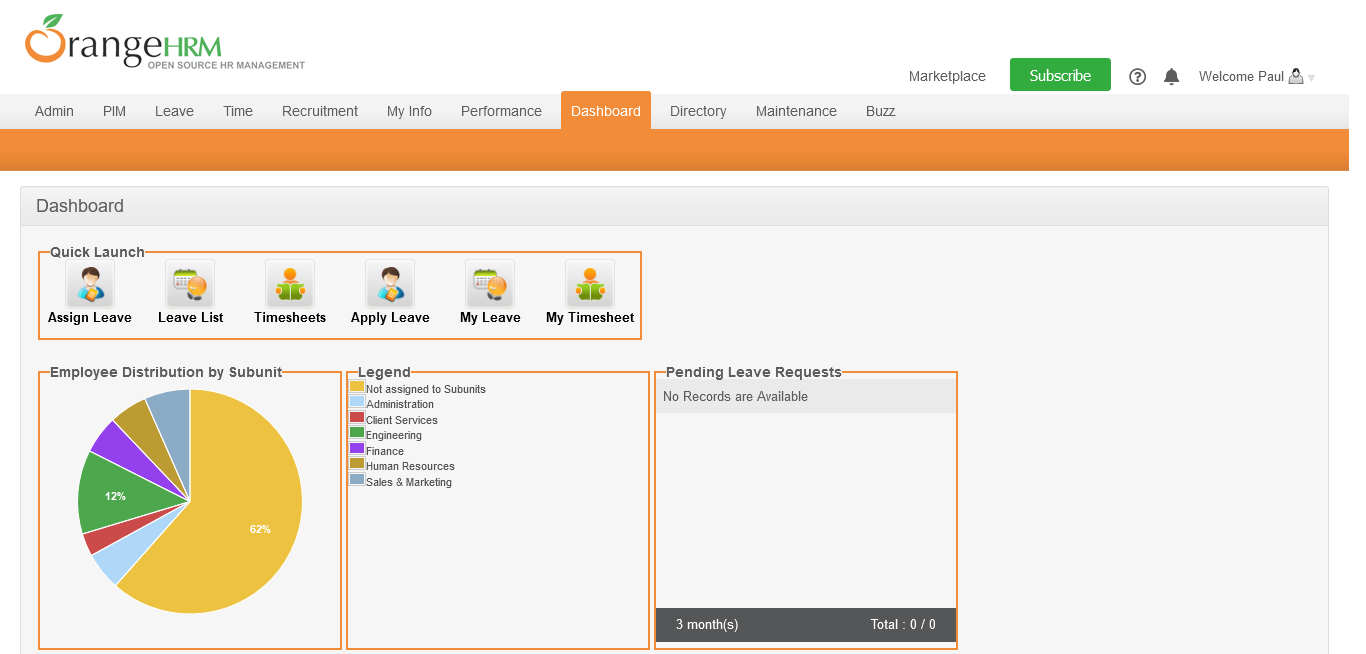 OrangeHRM
OPEN SOURCE HR MANAGEMENT
Marketplace Subscribe ? Welcome Paul
Admin PIM Leave Time Recruitment My Info Performance Dashboard Directory Maintenance Buzz
Dashboard
Quick Launch
Assign Leave Leave List Timesheets Apply Leave My Leave My Timesheet
Employee Distribution by Subunit
12%
62%
Legend
Not assigned to Subunits
Administration
Client Services
Engineering
Finance
Human Resources
Sales & Marketing
Pending Leave Requests
No Records are Available
3 month(s) Total : 0 / 0